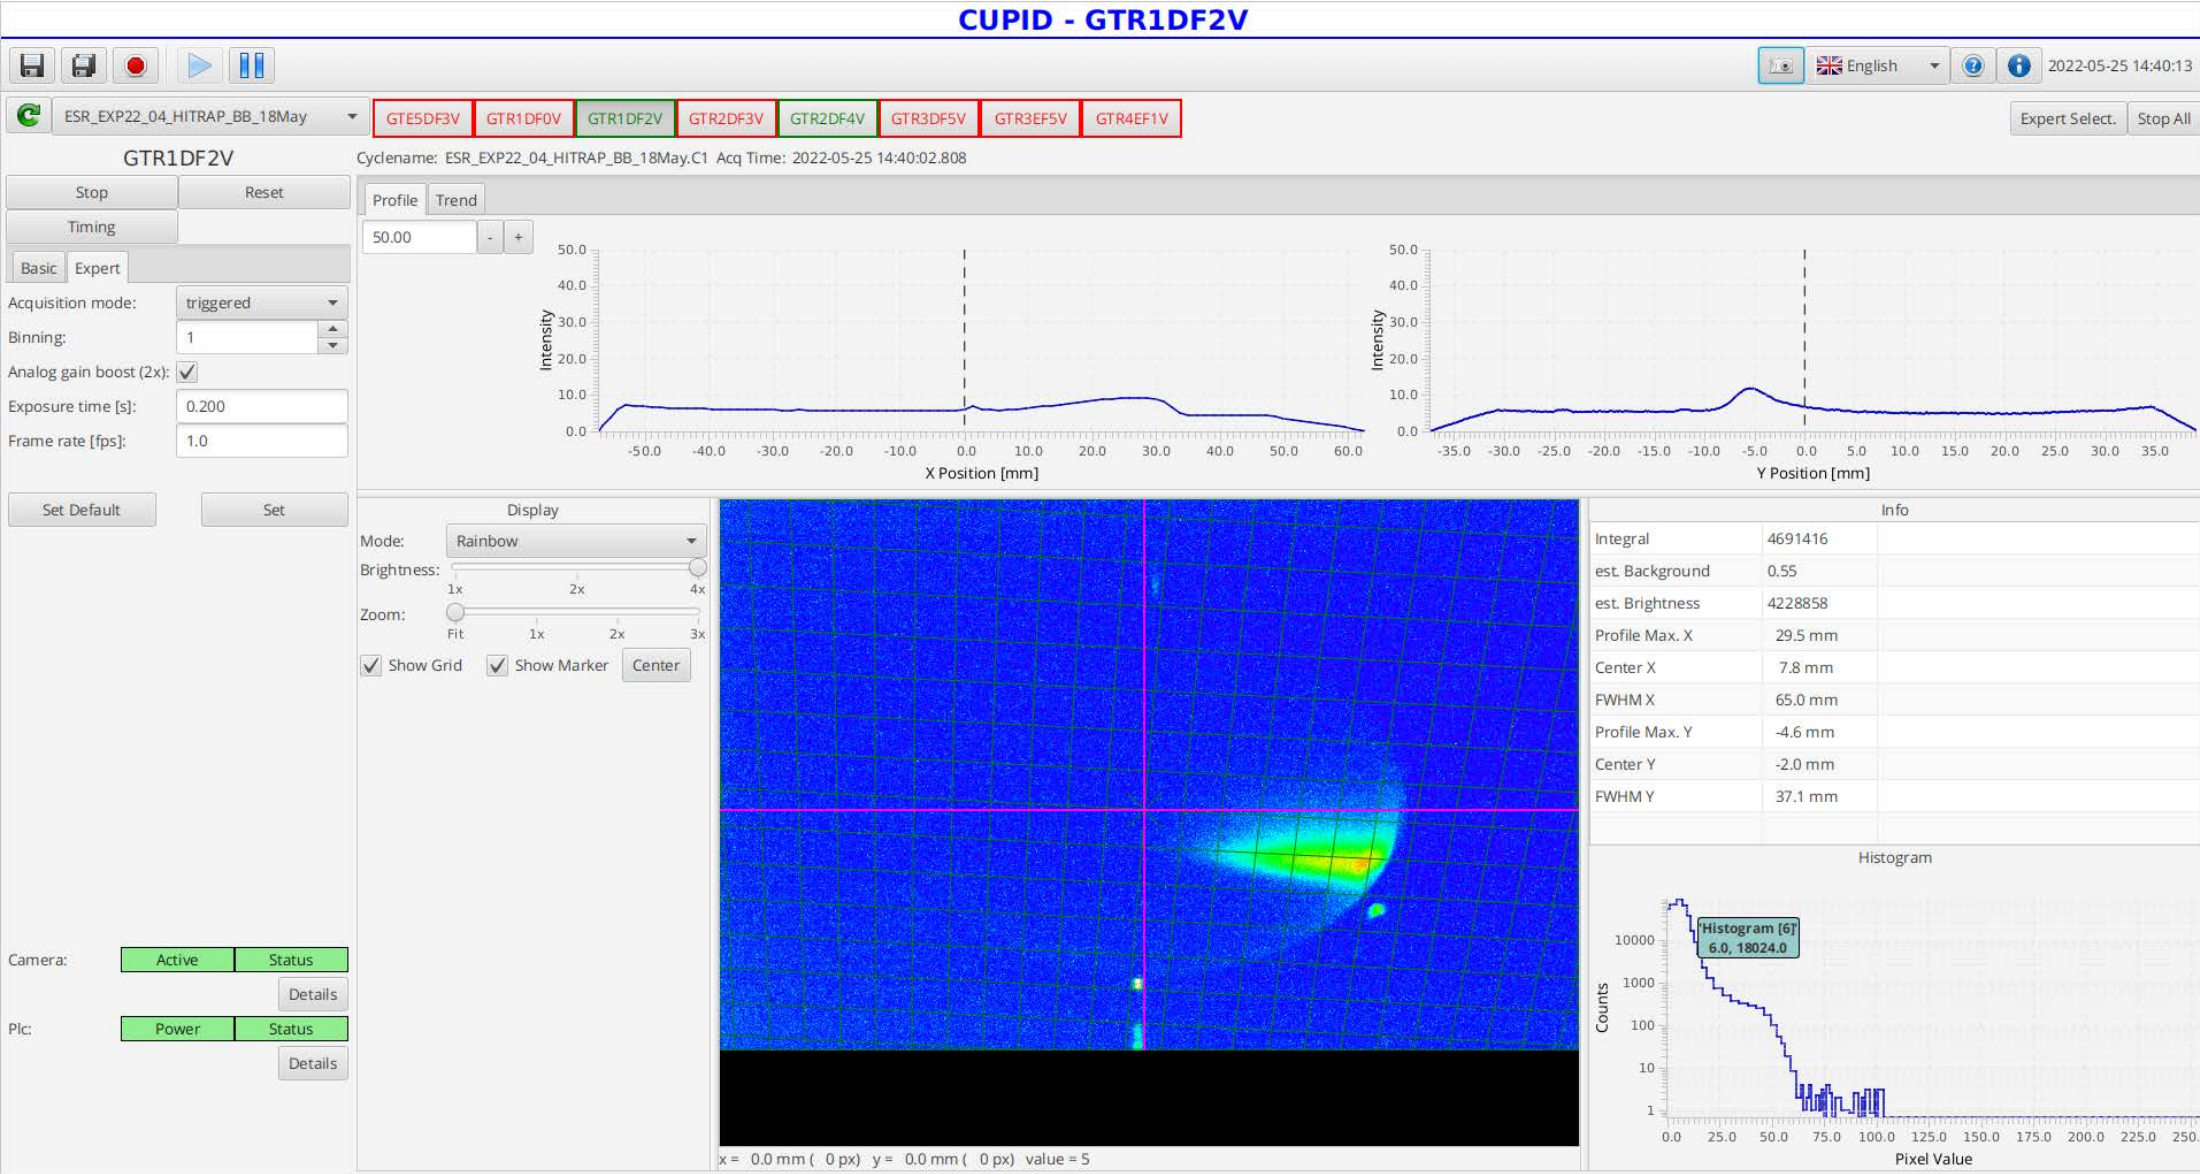 CUPID - GTR1DF2V
English
2022-05-25 14:40:13
ESR_EXP22_04_HITRAP_BB_18May
GTE5DF3V GTR1DF0V GTR1DF2V GTR2DF3V GTR2DF4V GTR3DF5V GTR3EF5V GTR4EF1V
Expert Select. Stop All
GTR1DF2V
Cyclename: ESR_EXP22_04_HITRAP_BB_18May.C1 Acq Time: 2022-05-25 14:40:02.808
Stop Reset
Timing
Basic Expert
Acquisition mode: triggered
Binning: 1
Analog gain boost (2x):
Exposure time [s]: 0.200
Frame rate [fps]: 1.0
Set Default Set
Camera: Active Status
Details
Plc: Power Status
Details
Profile Trend
50.00 - +
50.0
40.0
30.0
20.0
10.0
0.0
Intensity
-50.0 -40.0 -30.0 -20.0 -10.0 0.0 10.0 20.0 30.0 40.0 50.0 60.0
X Position [mm]
50.0
40.0
30.0
20.0
10.0
0.0
Intensity
-35.0 -30.0 -25.0 -20.0 -15.0 -10.0 -5.0 0.0 5.0 10.0 15.0 20.0 25.0 30.0 35.0
Y Position [mm]
Display
Mode: Rainbow
Brightness:
1x 2x 4x
Zoom:
Fit 1x 2x 3x
Show Grid Show Marker Center
x = 0.0 mm ( 0 px) y = 0.0 mm ( 0 px) value = 5
Info
Integral 4691416
est. Background 0.55
est. Brightness 4228858
Profile Max. X 29.5 mm
Center X 7.8 mm
FWHM X 65.0 mm
Profile Max. Y -4.6 mm
Center Y -2.0 mm
FWHM Y 37.1 mm
Histogram
'Histogram [6]'
6.0, 18024.0
10000
1000
100
10
1
Counts
0.0 25.0 50.0 75.0 100.0 125.0 150.0 175.0 200.0 225.0 250.
Pixel Value